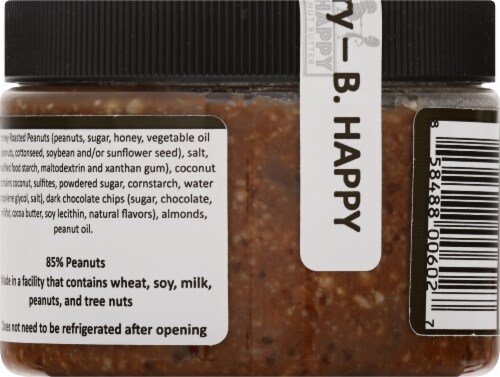 ry— B. HAPPY
HAPPY
Honey-Roasted Peanuts (peanuts, sugar, honey, vegetable oil
cottonseed, soybean and/or sunflower seed), salt,
food starch, maltodextrin and xanthan gum), coconut
coconut, sulfites, powdered sugar, cornstarch, water
glycol, salt), dark chocolate chips (sugar, chocolate,
cocoa butter, soy lecithin, natural flavors), almonds,
peanut oil.
85% Peanuts
Made in a facility that contains wheat, soy, milk,
peanuts, and tree nuts
Does not need to be refrigerated after opening
8 58488 00602 7